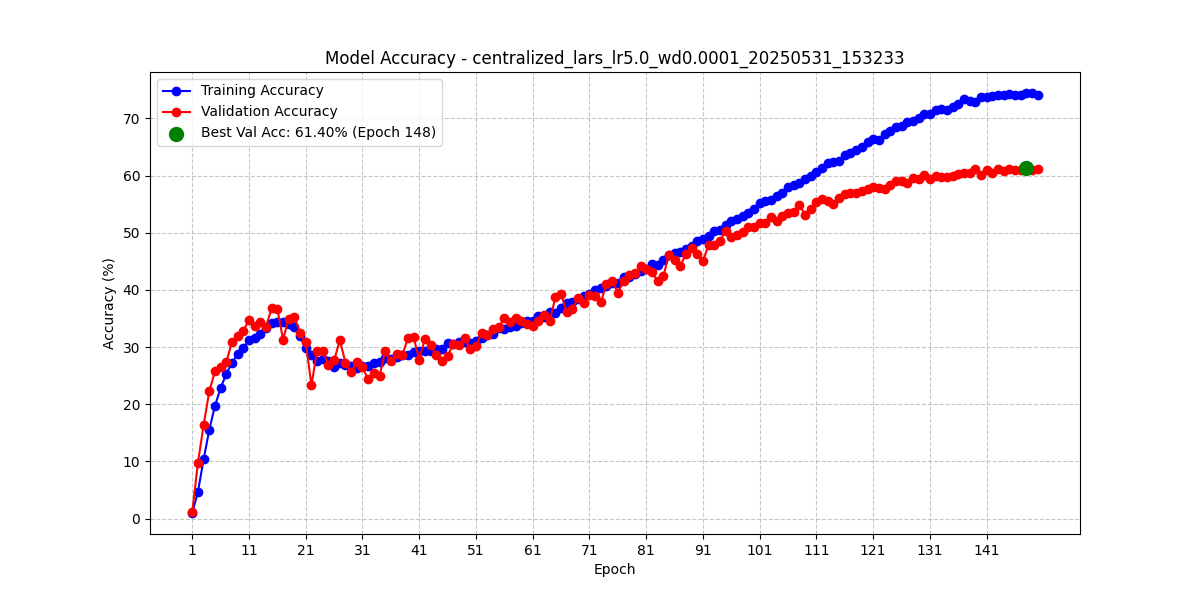 Model Accuracy - centralized_lars_lr5.0_wd0.0001_20250531_153233
Training Accuracy
Validation Accuracy
Best Val Acc: 61.40% (Epoch 148)
Accuracy (%)
70
60
50
40
30
20
10
0
1 11 21 31 41 51 61 71 81 91 101 111 121 131 141
Epoch